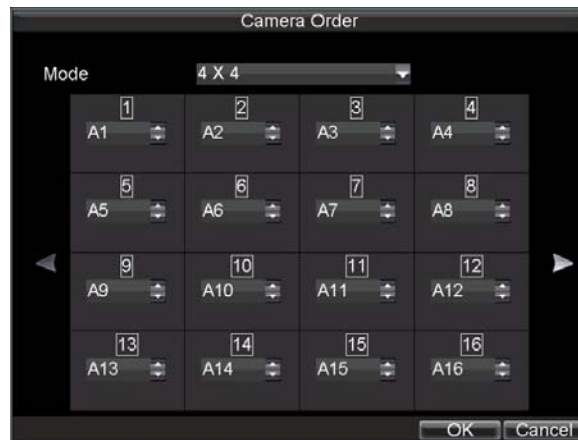 Camera Order
Mode 4 X 4
1 2 3 4
A1 A2 A3 A4
5 6 7 8
A5 A6 A7 A8
9 10 11 12
A9 A10 A11 A12
13 14 15 16
A13 A14 A15 A16
OK Cancel